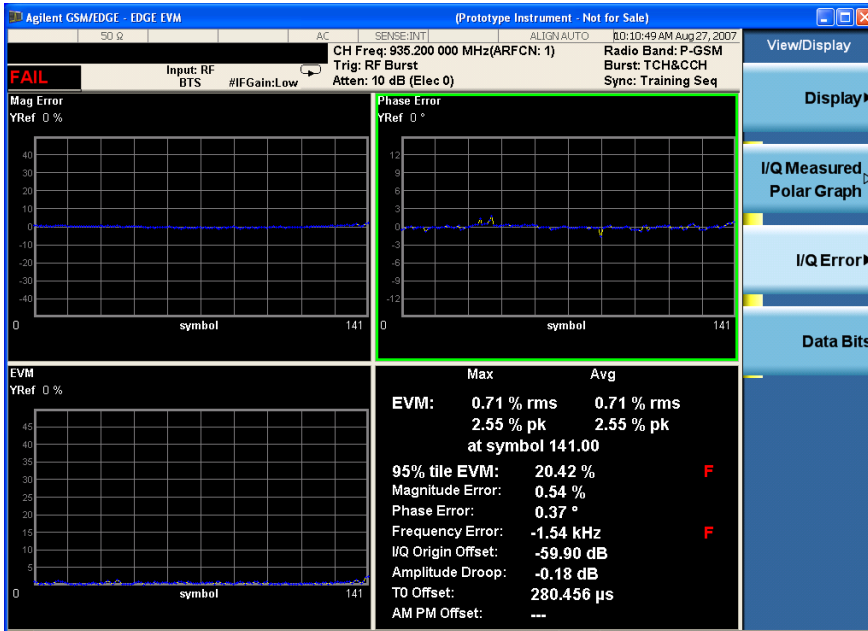 Agilent GSM/EDGE - EDGE EVM (Prototype Instrument - Not for Sale)
50 Ω AC SENSE:INT ALIGN AUTO 10:10:49 AM Aug 27, 2007
CH Freq: 935.200 000 MHz(ARFCN: 1) Radio Band: P-GSM
Trig: RF Burst Burst: TCH&CCH
Atten: 10 dB (Elec 0) Sync: Training Seq
FAIL
Input: RF
BTS #IFGain:Low
View/Display
Display
I/Q Measured
Polar Graph
I/Q Error
Data Bits
Mag Error
YRef 0 %
40
30
20
10
0
-10
-20
-30
-40
0 symbol 141
Phase Error
YRef 0 °
12
9
6
3
0
-3
-6
-9
-12
0 symbol 141
EVM
YRef 0 %
45
40
35
30
25
20
15
10
5
0 symbol 141
Max Avg
EVM: 0.71 % rms 0.71 % rms
2.55 % pk 2.55 % pk
at symbol 141.00
95% tile EVM: 20.42 % F
Magnitude Error: 0.54 %
Phase Error: 0.37 °
Frequency Error: -1.54 kHz F
I/Q Origin Offset: -59.90 dB
Amplitude Droop: -0.18 dB
T0 Offset: 280.456 µs
AM PM Offset: ---